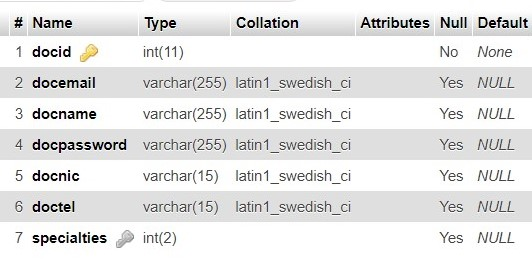 # Name Type Collation Attributes Null Default
1 docid int(11) No None
2 docemail varchar(255) latin1_swedish_ci Yes NULL
3 docname varchar(255) latin1_swedish_ci Yes NULL
4 docpassword varchar(255) latin1_swedish_ci Yes NULL
5 docnic varchar(15) latin1_swedish_ci Yes NULL
6 doctel varchar(15) latin1_swedish_ci Yes NULL
7 specialties int(2) Yes NULL